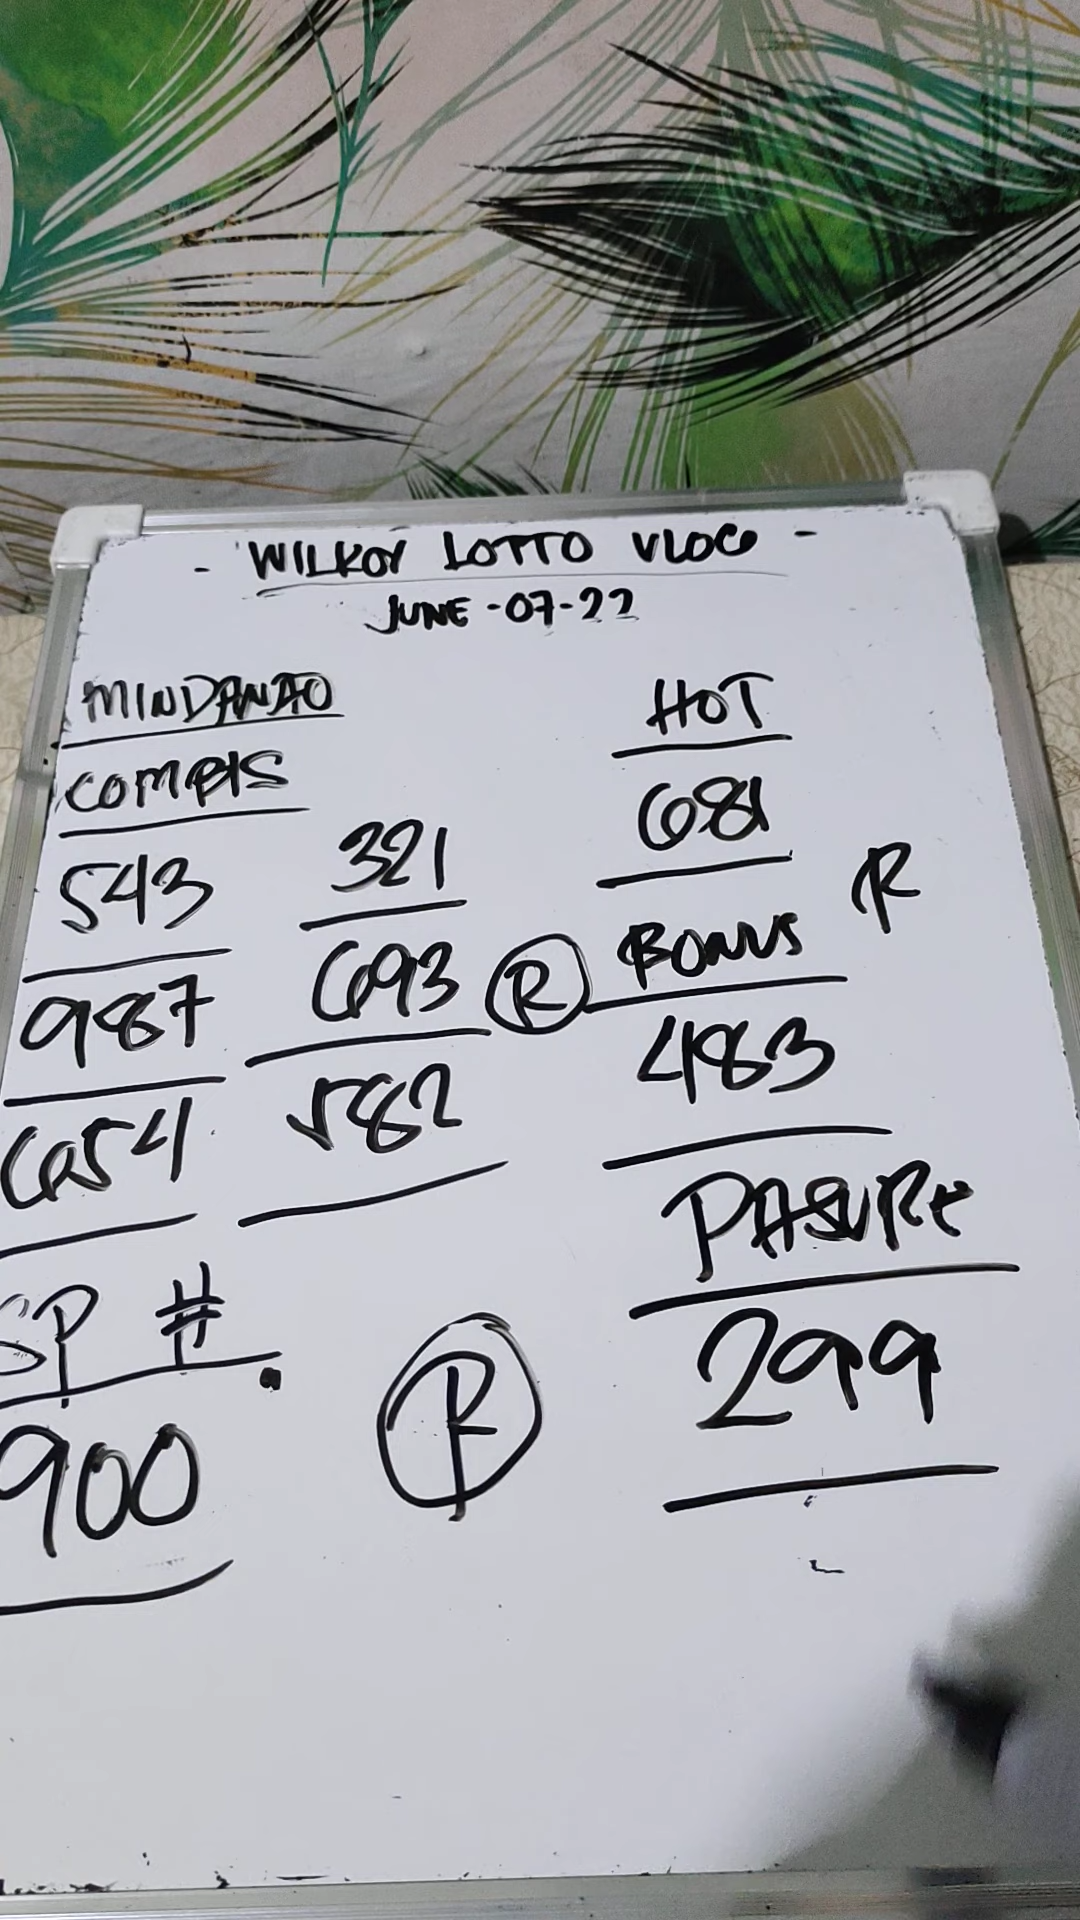 - WILKOY LOTTO VLOG -
JUNE-07-22
MINDANAO
COMBIS
543
987
654
321
693 Ⓡ
582
SP #.
900
Ⓡ
HOT
681
R
BONUS
483
PASURE
299